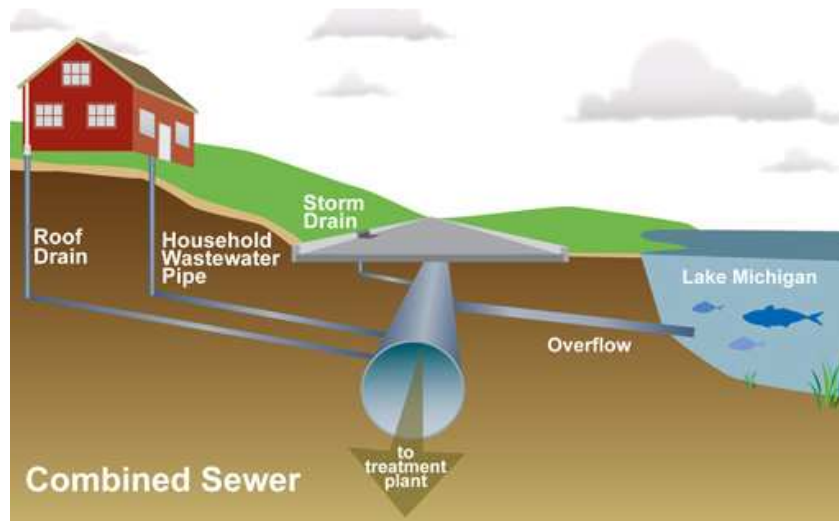 Storm
Drain
Roof
Drain
Household
Wastewater
Pipe
Lake Michigan
Overflow
to
treatment
plant
Combined Sewer